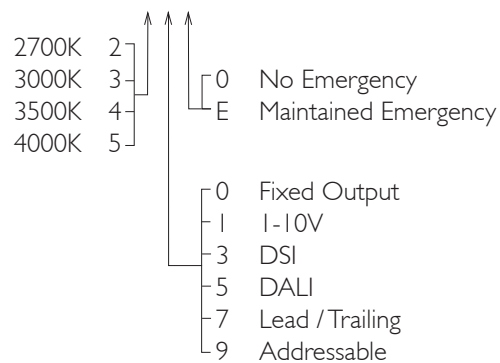 2700K 2
3000K 3
3500K 4
4000K 5
0 No Emergency
E Maintained Emergency
0 Fixed Output
1 1-10V
3 DSI
5 DALI
7 Lead / Trailing
9 Addressable